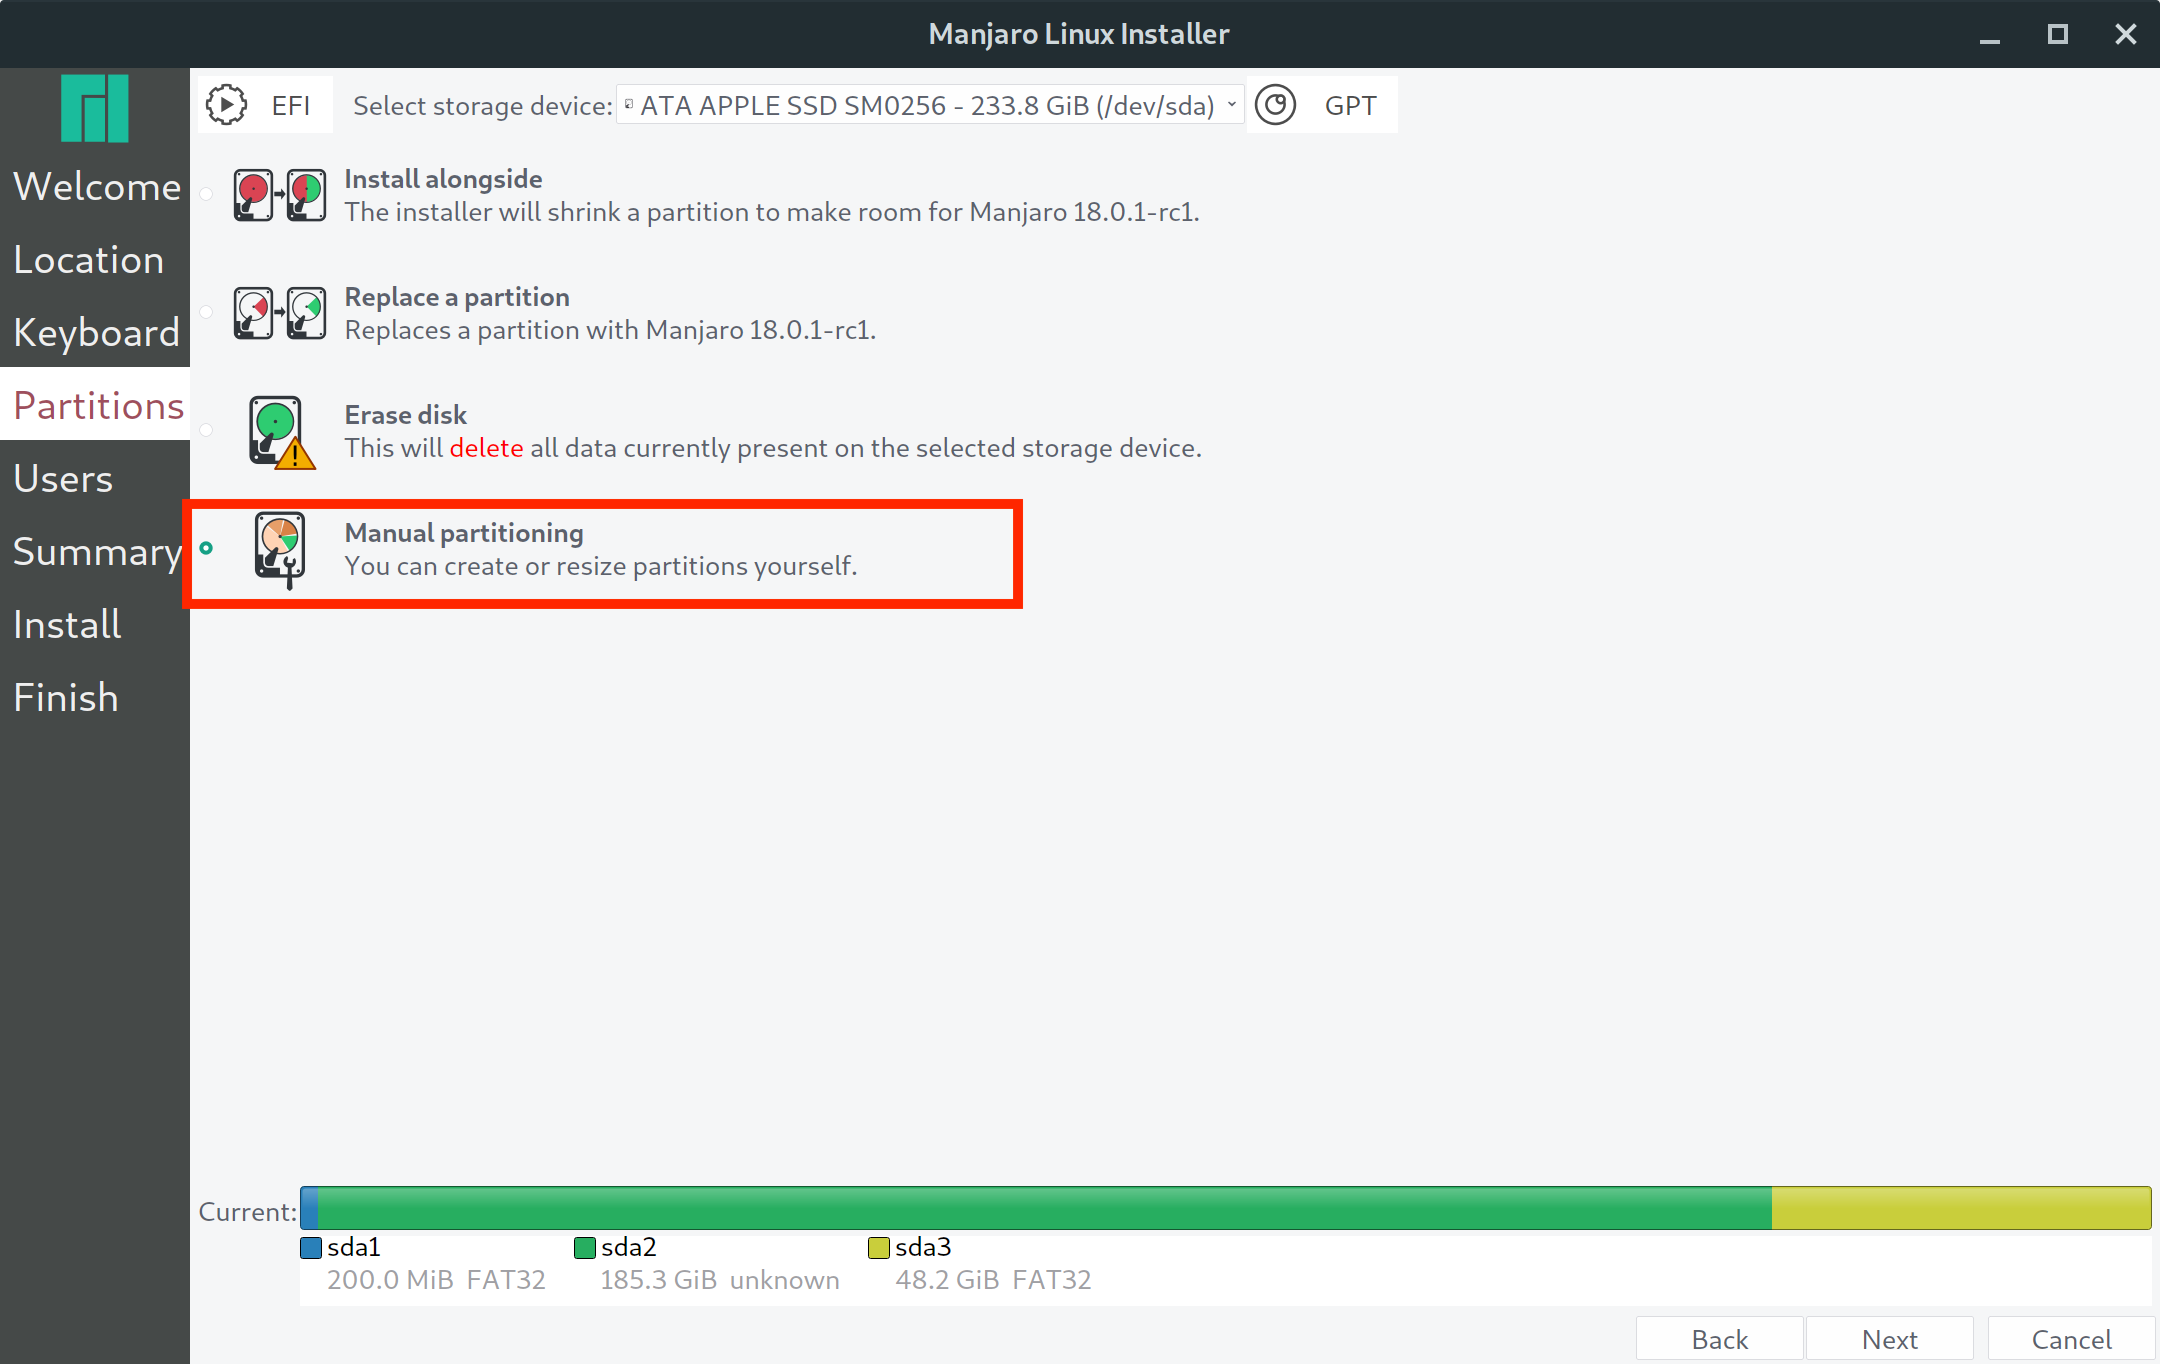 Manjaro Linux Installer
EFI Select storage device: ATA APPLE SSD SM0256 - 233.8 GiB (/dev/sda) GPT
Welcome
Location
Keyboard
Partitions
Users
Summary
Install
Finish
Install alongside
The installer will shrink a partition to make room for Manjaro 18.0.1-rc1.
Replace a partition
Replaces a partition with Manjaro 18.0.1-rc1.
Erase disk
This will delete all data currently present on the selected storage device.
Manual partitioning
You can create or resize partitions yourself.
Current:
sda1 sda2 sda3
200.0 MiB FAT32 185.3 GiB unknown 48.2 GiB FAT32
Back Next Cancel